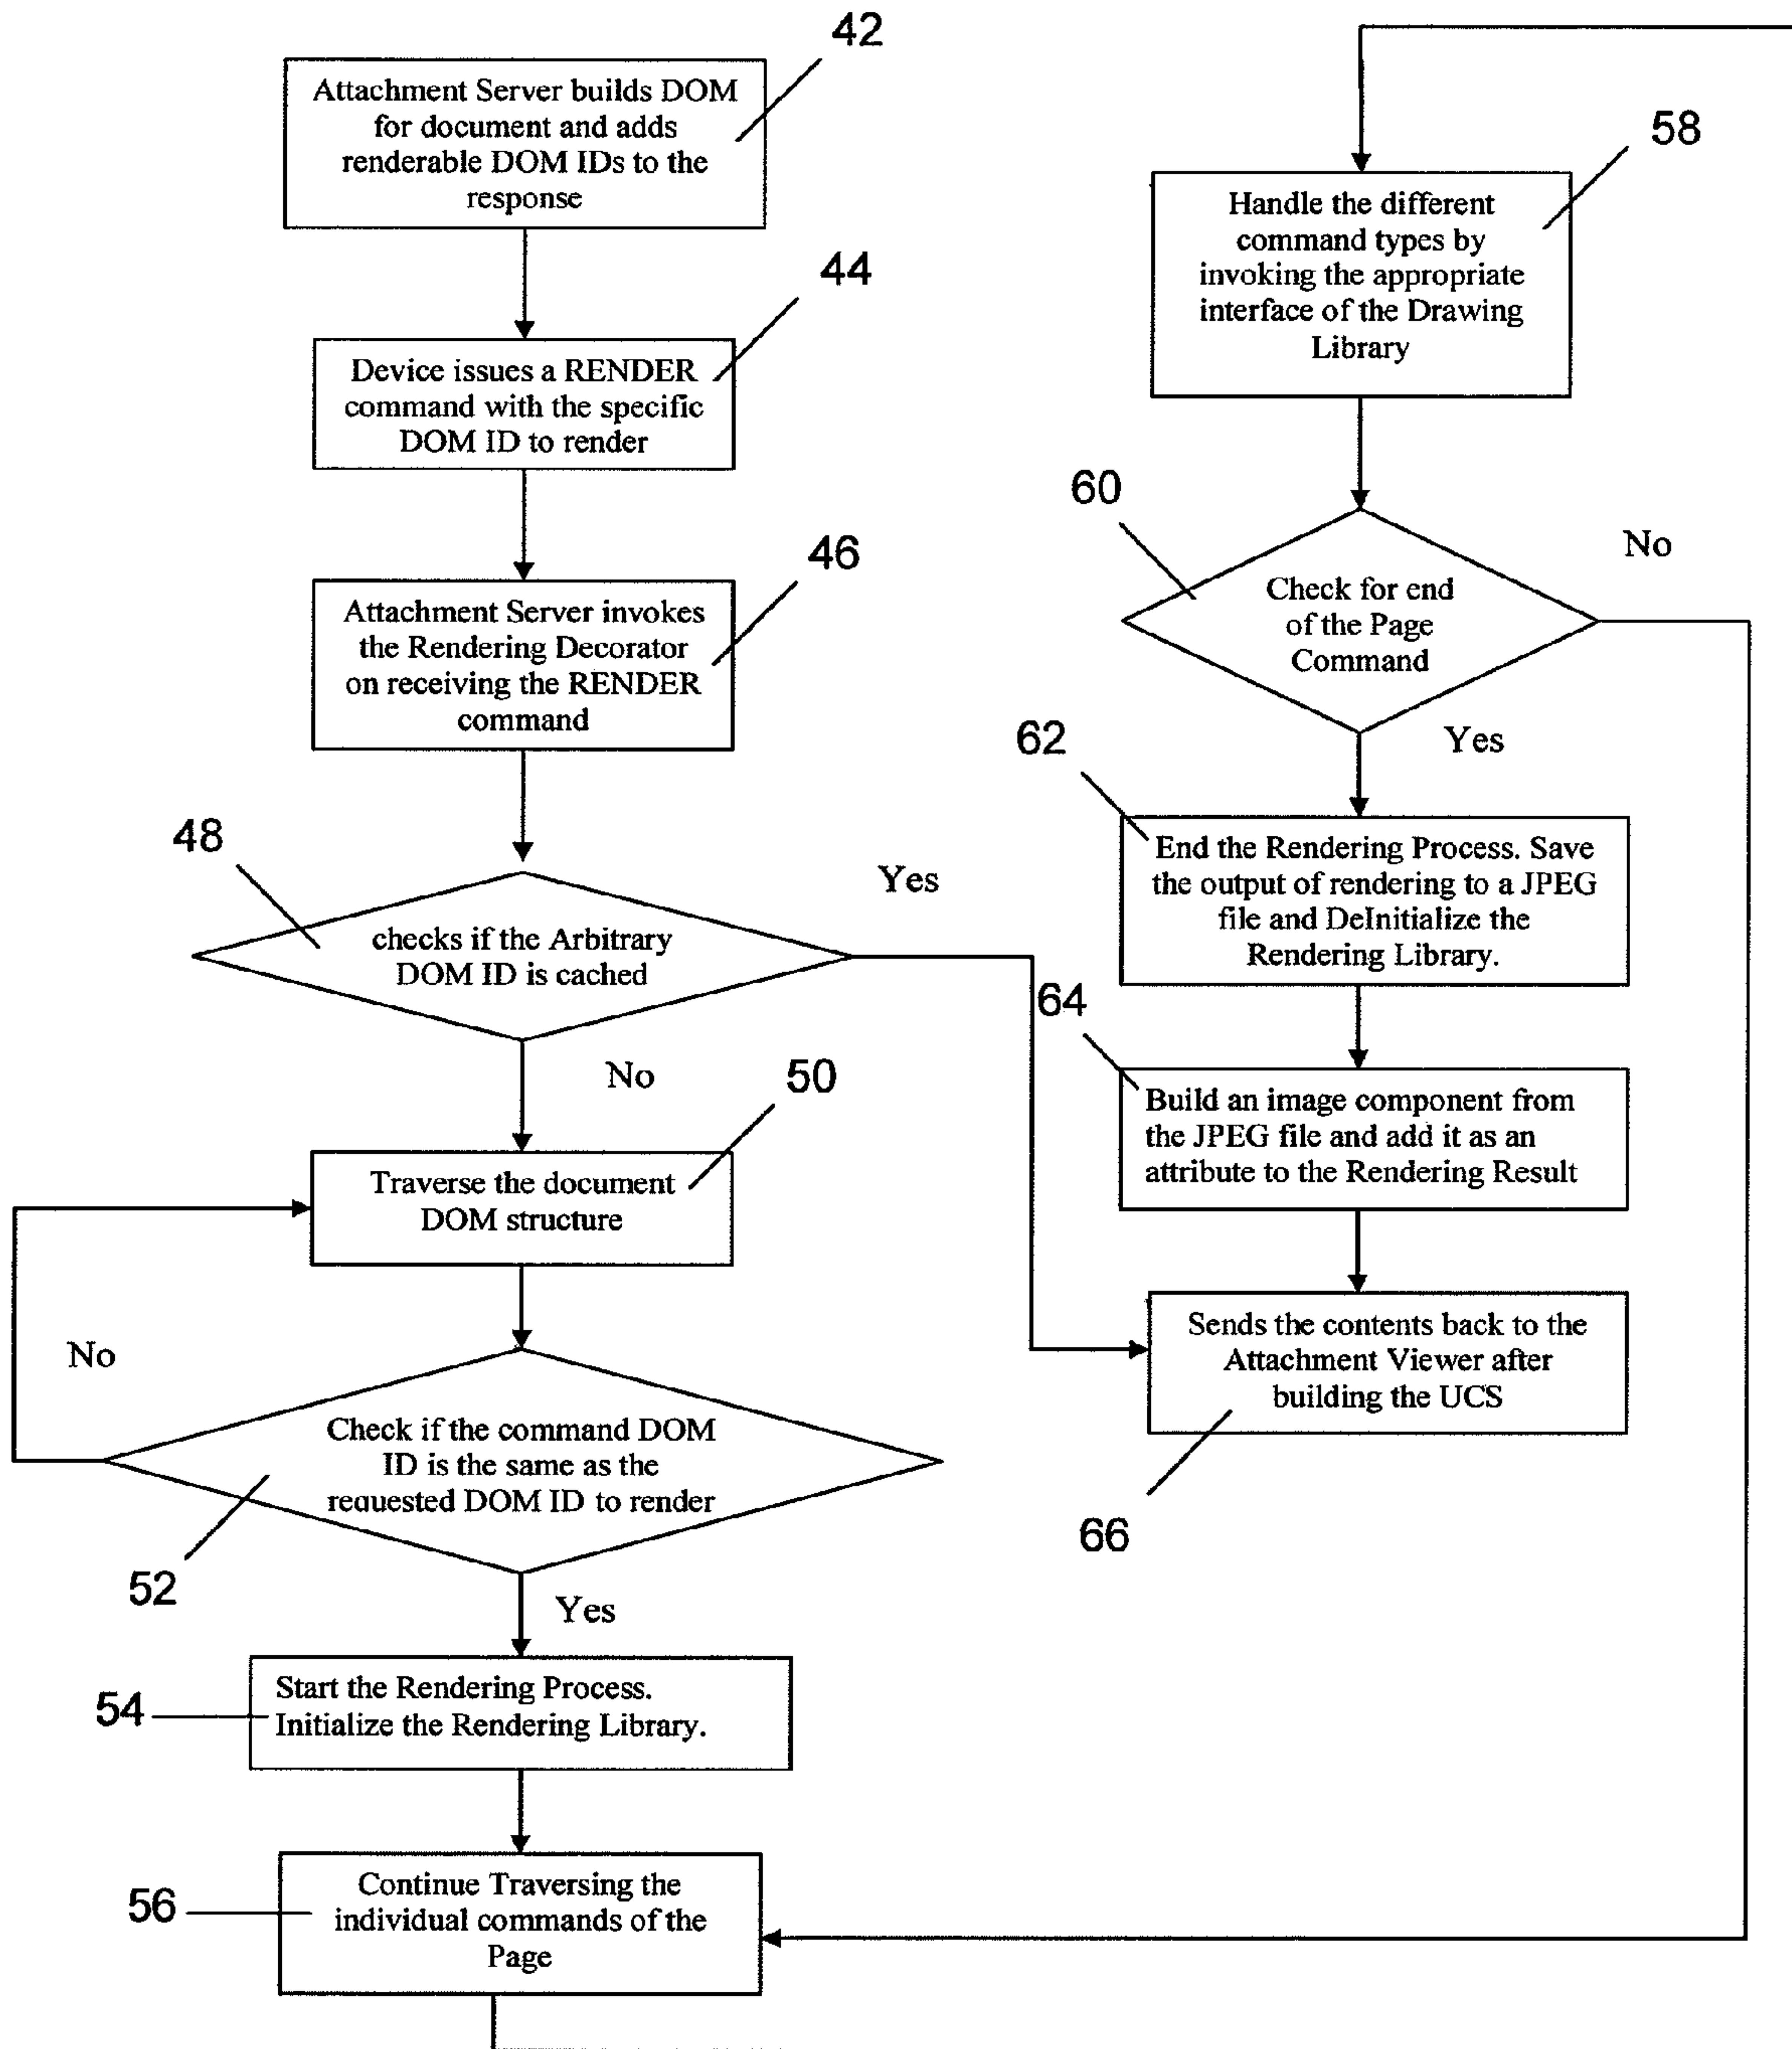 42
Attachment Server builds DOM
for document and adds
renderable DOM IDs to the
response
44
Device issues a RENDER
command with the specific
DOM ID to render
46
Attachment Server invokes
the Rendering Decorator
on receiving the RENDER
command
48
checks if the Arbitrary
DOM ID is cached
Yes
No
50
Traverse the document
DOM structure
No
Check if the command DOM
ID is the same as the
requested DOM ID to render
52
Yes
54
Start the Rendering Process.
Initialize the Rendering Library.
56
Continue Traversing the
individual commands of the
Page
58
Handle the different
command types by
invoking the appropriate
interface of the Drawing
Library
60
No
Check for end
of the Page
Command
Yes
62
End the Rendering Process. Save
the output of rendering to a JPEG
file and DeInitialize the
Rendering Library.
64
Build an image component from
the JPEG file and add it as an
attribute to the Rendering Result
Sends the contents back to the
Attachment Viewer after
building the UCS
66